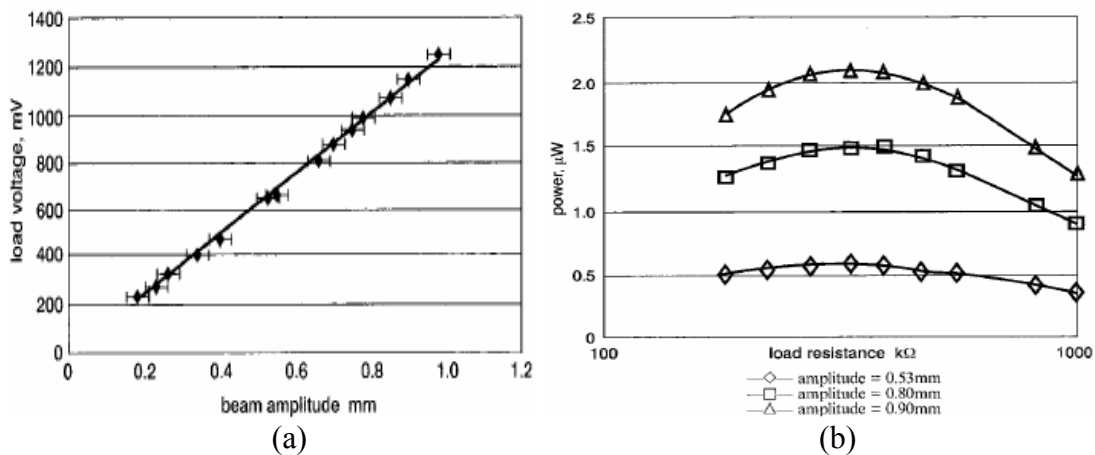 1400
1200
1000
800
600
400
200
0
load voltage, mV
0 0.2 0.4 0.6 0.8 1.0 1.2
beam amplitude mm
(a)
2.5
2.0
1.5
1.0
0.5
0
power, μW
100 load resistance kΩ 1000
amplitude = 0.53mm
amplitude = 0.80mm
amplitude = 0.90mm
(b)